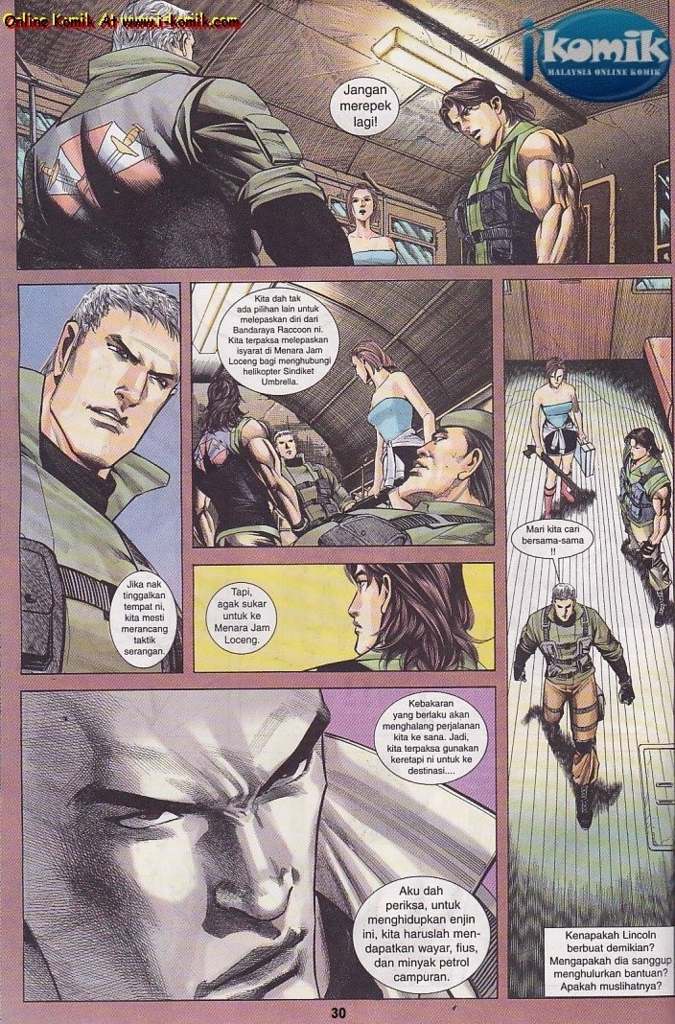 Online Komik At www.j-komik.com
jkomik
MALAYSIA ONLINE KOMIK
Jangan
merepek
lagi!
Jika nak
tinggalkan
tempat ni,
kita mesti
merancang
taktik
serangan.
Kita dah tak
ada pilihan lain untuk
melepaskan diri dari
Bandaraya Raccoon ni.
Kita terpaksa melepaskan
isyarat di Menara Jam
Loceng bagi menghubungi
helikopter Sindiket
Umbrella.
Tapi,
agak sukar
untuk ke
Menara Jam
Loceng.
Mari kita cari
bersama-sama
!!
Kebakaran
yang berlaku akan
menghalang perjalanan
kita ke sana. Jadi,
kita terpaksa gunakan
keretapi ni untuk ke
destinasi....
Aku dah
periksa, untuk
menghidupkan enjin
ini, kita haruslah men-
dapatkan wayar, fius,
dan minyak petrol
campuran.
Kenapakah Lincoln
berbuat demikian?
Mengapakah dia sanggup
menghulurkan bantuan?
Apakah muslihatnya?
30